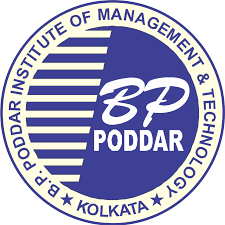 B.P. PODDAR INSTITUTE OF MANAGEMENT & TECHNOLOGY
BP
PODDAR
★ KOLKATA ★